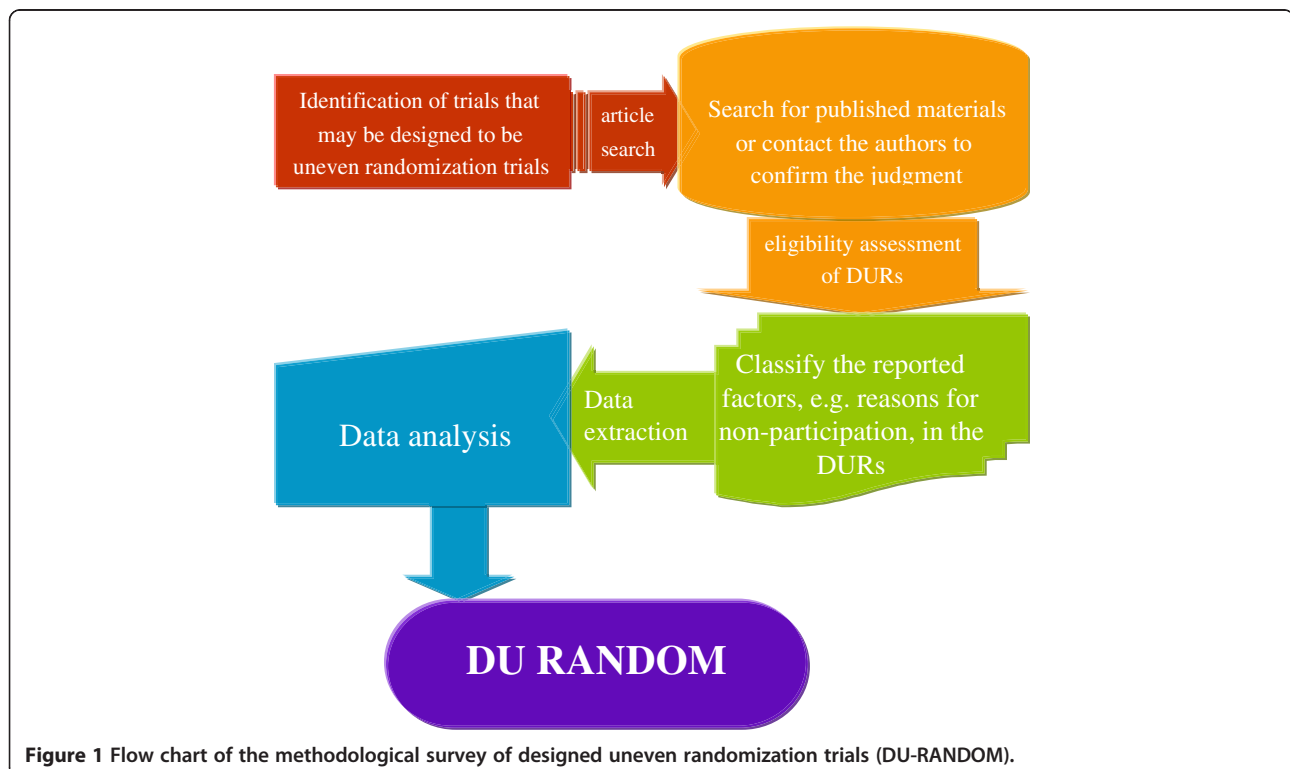 Identification of trials that
may be designed to be
uneven randomization trials
article
search
Search for published materials
or contact the authors to
confirm the judgment
eligibility assessment
of DURs
Classify the reported
factors, e.g. reasons for
non-participation, in the
DURs
Data
extraction
Data analysis
DU RANDOM
Figure 1 Flow chart of the methodological survey of designed uneven randomization trials (DU-RANDOM).